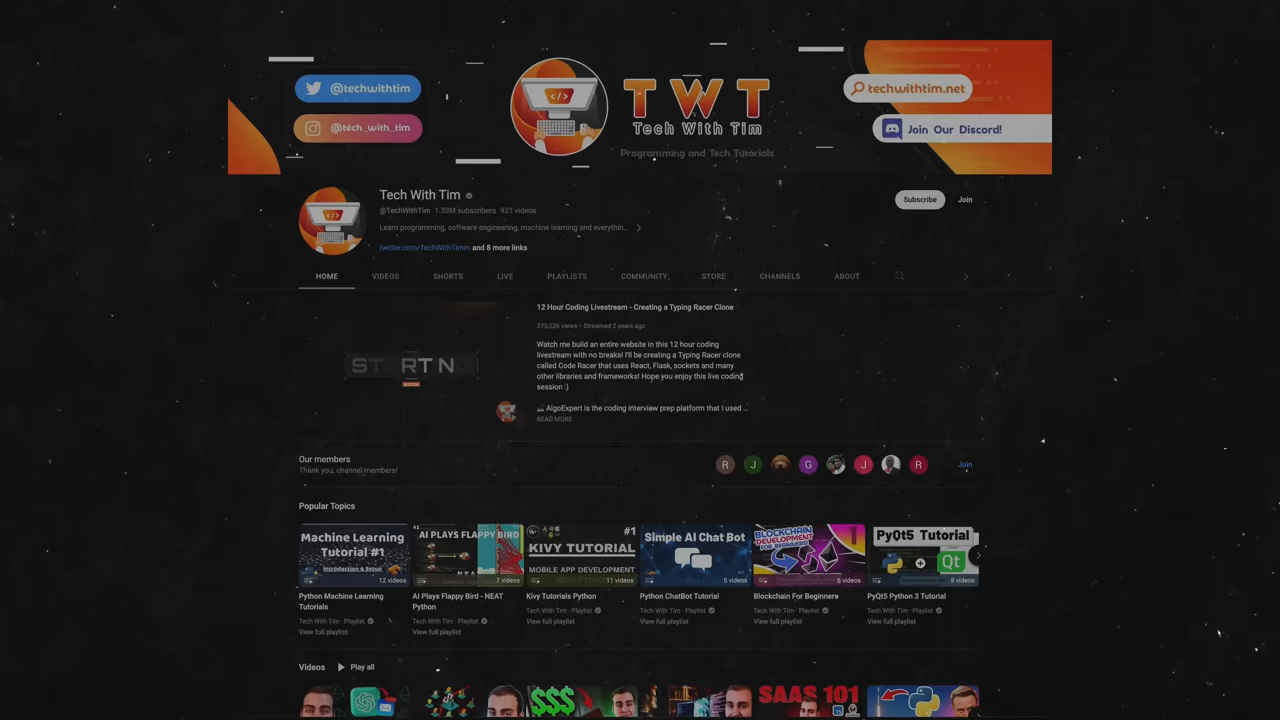 @techwithtim
@tech_with_tim
</>
TWT
Tech With Tim
Programming and Tech Tutorials
techwithtim.net
Join Our Discord!
Tech With Tim
@TechWithTim 1.33M subscribers 921 videos
Learn programming, software engineering, machine learning and everythin...
twitter.com/TechWithTimm and 8 more links
Subscribe
Join
HOME VIDEOS SHORTS LIVE PLAYLISTS COMMUNITY STORE CHANNELS ABOUT
12 Hour Coding Livestream - Creating a Typing Racer Clone
375,026 views • Streamed 2 years ago
Watch me build an entire website in this 12 hour coding
livestream with no breaks! I'll be creating a Typing Racer clone
called Code Racer that uses React, Flask, sockets and many
other libraries and frameworks! Hope you enjoy this live coding
session :)
AlgoExpert is the coding interview prep platform that I used ...
READ MORE
Our members
Thank you, channel members!
R J G J R
Join
Popular Topics
Machine Learning
Tutorial #1
Introduction & Setup
12 videos
#1
AI PLAYS FLAPPY BIRD
7 videos
#1
KIVY TUTORIAL
MOBILE APP DEVELOPMENT
11 videos
Simple AI Chat Bot
5 videos
BLOCKCHAIN
DEVELOPMENT
FOR BEGINNERS!
1
6 videos
PyQt5 Tutorial
Qt
8 videos
Python Machine Learning
Tutorials
Tech With Tim · Playlist
View full playlist
AI Plays Flappy Bird - NEAT
Python
Tech With Tim · Playlist
View full playlist
Kivy Tutorials Python
Tech With Tim · Playlist
View full playlist
Python ChatBot Tutorial
Tech With Tim · Playlist
View full playlist
Blockchain For Beginners
Tech With Tim · Playlist
View full playlist
PyQt5 Python 3 Tutorial
Tech With Tim · Playlist
View full playlist
Videos Play all
$$$
SAAS 101